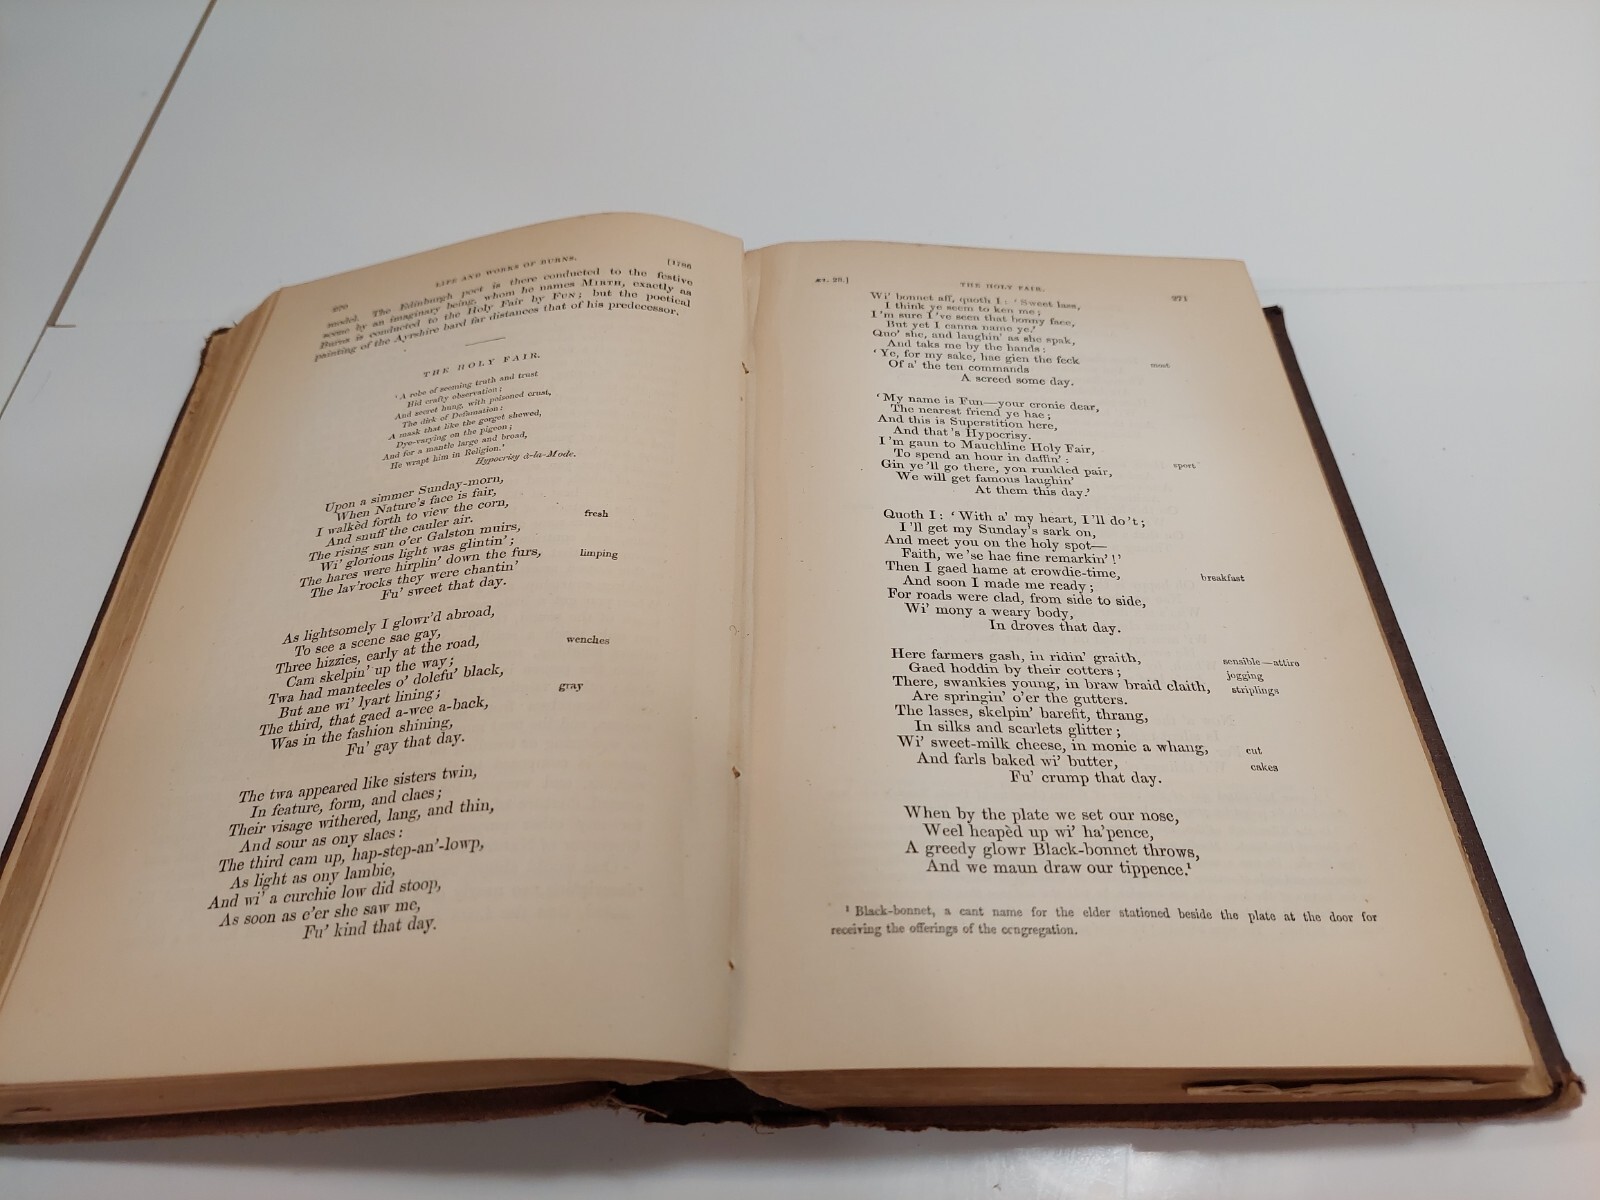 270
LIFE AND WORKS OF BURNS.
[1786
model. The Edinburgh poet is there conducted to the festive
scene by an imaginary being, whom he names MIRTH, exactly as
Burns is conducted to the Holy Fair by FUN; but the poetical
painting of the Ayrshire bard far distances that of his predecessor.
THE HOLY FAIR.
'A robe of seeming truth and trust
Hid crafty observation;
And secret hung, with poisoned crust,
The dirk of Defamation:
A mask that like the gorget shewed,
Dye-varying on the pigeon;
And for a mantle large and broad,
He wrapt him in Religion.'
Hypocrisy à-la-Mode.
Upon a simmer Sunday-morn,
When Nature's face is fair,
I walkèd forth to view the corn,
And snuff the cauler air. fresh
The rising sun o'er Galston muirs,
Wi' glorious light was glintin';
The hares were hirplin' down the furs, limping
The lav'rocks they were chantin'
Fu' sweet that day.
As lightsomely I glowr'd abroad,
To see a scene sae gay,
Three hizzies, early at the road, wenches
Cam skelpin' up the way;
Twa had manteeles o' dolefu' black,
But ane wi' lyart lining; gray
The third, that gaed a-wee a-back,
Was in the fashion shining,
Fu' gay that day.
The twa appeared like sisters twin,
In feature, form, and claes;
Their visage withered, lang, and thin,
And sour as ony slaes:
The third cam up, hap-step-an'-lowp,
As light as ony lambie,
And wi' a curchie low did stoop,
As soon as e'er she saw me,
Fu' kind that day.
ÆT. 28.]
THE HOLY FAIR.
271
Wi' bonnet aff, quoth I: 'Sweet lass,
I think ye seem to ken me;
I'm sure I've seen that bonny face,
But yet I canna name ye.'
Quo' she, and laughin' as she spak,
And taks me by the hands:
'Ye, for my sake, hae gien the feck most
Of a' the ten commands
A screed some day.
'My name is Fun—your cronie dear,
The nearest friend ye hae;
And this is Superstition here,
And that's Hypocrisy.
I'm gaun to Mauchline Holy Fair,
To spend an hour in daffin': sport
Gin ye'll go there, yon runkled pair,
We will get famous laughin'
At them this day.'
Quoth I: 'With a' my heart, I'll do't;
I'll get my Sunday's sark on,
And meet you on the holy spot—
Faith, we'se hae fine remarkin'!'
Then I gaed hame at crowdie-time, breakfast
And soon I made me ready;
For roads were clad, from side to side,
Wi' mony a weary body,
In droves that day.
Here farmers gash, in ridin' graith, sensible—attire
Gaed hoddin by their cotters; jogging
There, swankies young, in braw braid claith, striplings
Are springin' o'er the gutters.
The lasses, skelpin' barefit, thrang,
In silks and scarlets glitter;
Wi' sweet-milk cheese, in monie a whang, cut
And farls baked wi' butter, cakes
Fu' crump that day.
When by the plate we set our nose,
Weel heapèd up wi' ha'pence,
A greedy glowr Black-bonnet throws,
And we maun draw our tippence.¹
¹ Black-bonnet, a cant name for the elder stationed beside the plate at the door for
receiving the offerings of the congregation.